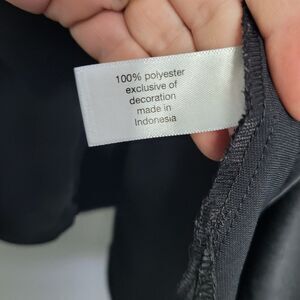 100% polyester
exclusive of
decoration
made in
Indonesia